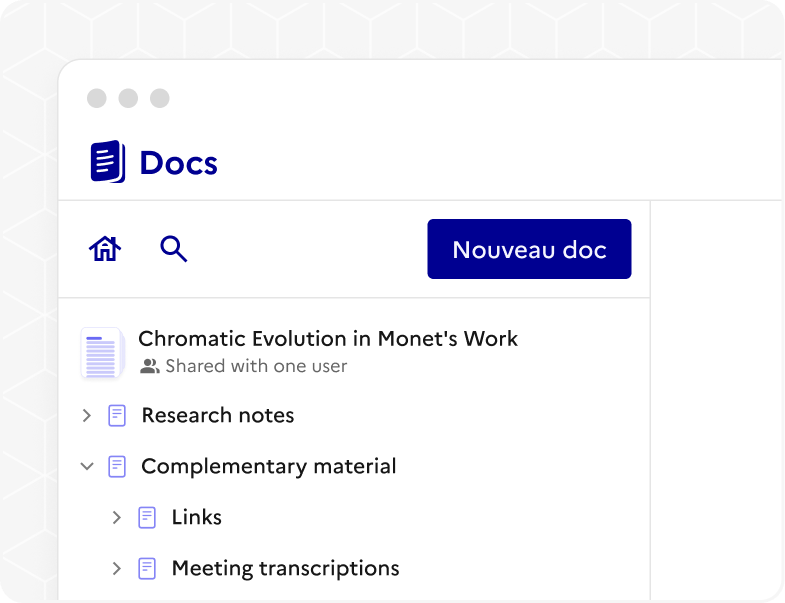 Docs
Nouveau doc
Chromatic Evolution in Monet's Work
Shared with one user
Research notes
Complementary material
Links
Meeting transcriptions